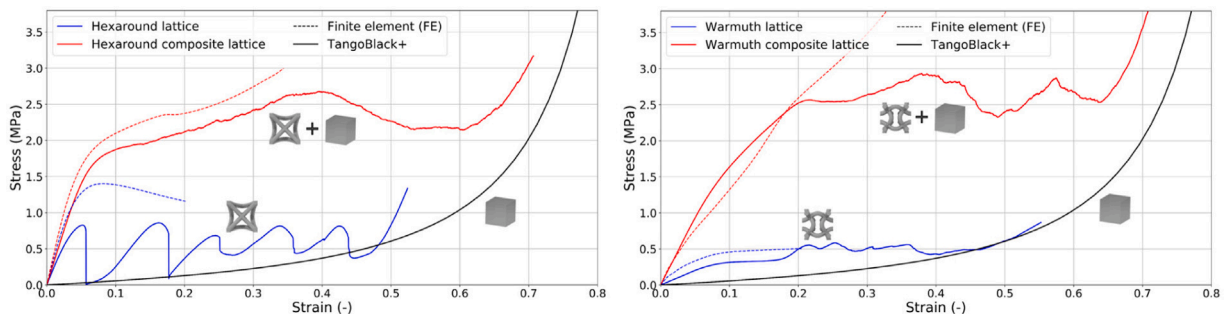 Hexaround lattice
Hexaround composite lattice
Finite element (FE)
TangoBlack+
Stress (MPa)
3.5
3.0
2.5
2.0
1.5
1.0
0.5
0.0
+
0.0 0.1 0.2 0.3 0.4 0.5 0.6 0.7 0.8
Strain (-)
Warmuth lattice
Warmuth composite lattice
Finite element (FE)
TangoBlack+
Stress (MPa)
3.5
3.0
2.5
2.0
1.5
1.0
0.5
0.0
+
0.0 0.1 0.2 0.3 0.4 0.5 0.6 0.7 0.8
Strain (-)